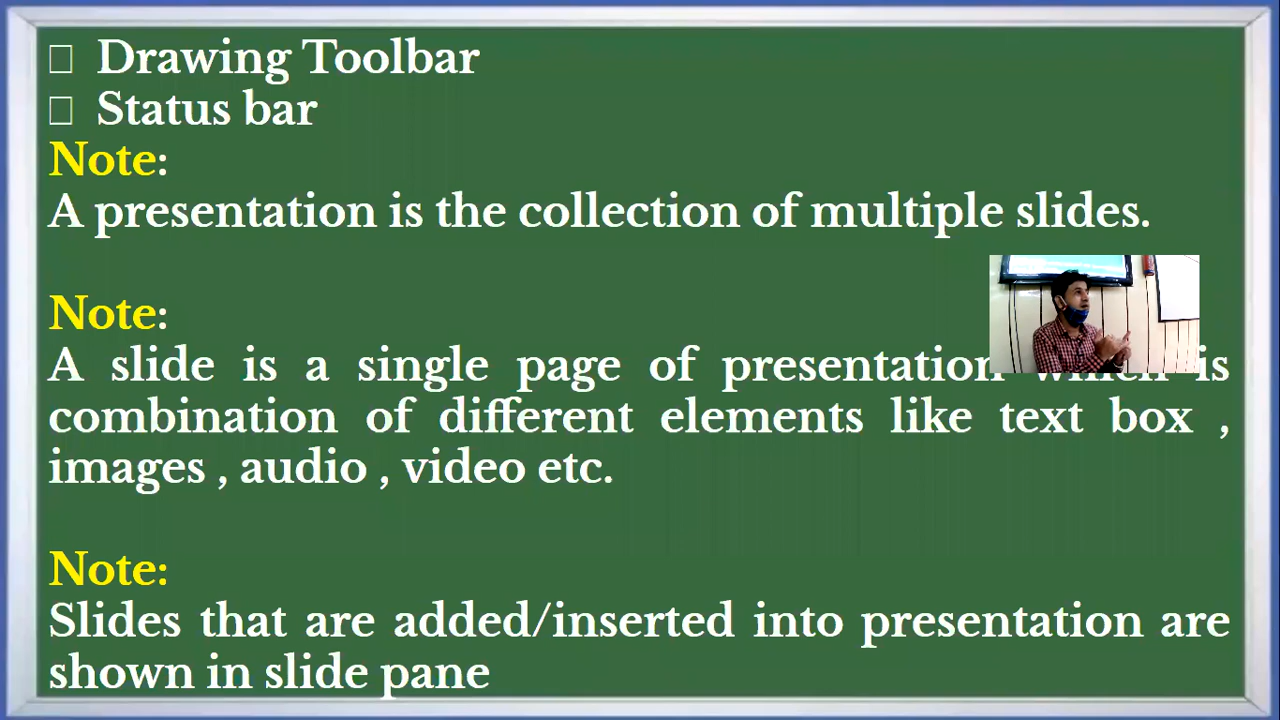 Drawing Toolbar
Status bar
Note:
A presentation is the collection of multiple slides.
Note:
A slide is a single page of presentation which is
combination of different elements like text box ,
images , audio , video etc.
Note:
Slides that are added/inserted into presentation are
shown in slide pane